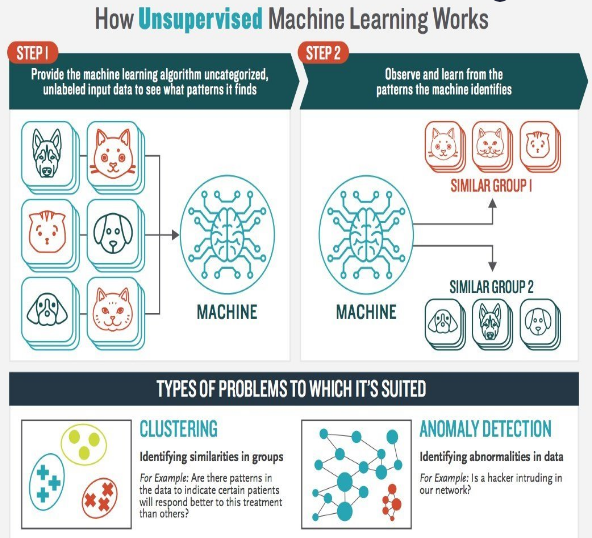 How Unsupervised Machine Learning Works
STEP 1
Provide the machine learning algorithm uncategorized,
unlabeled input data to see what patterns it finds
STEP 2
Observe and learn from the
patterns the machine identifies
MACHINE
MACHINE
SIMILAR GROUP 1
SIMILAR GROUP 2
TYPES OF PROBLEMS TO WHICH IT'S SUITED
CLUSTERING
Identifying similarities in groups
For Example: Are there patterns in
the data to indicate certain patients
will respond better to this treatment
than others?
ANOMALY DETECTION
Identifying abnormalities in data
For Example: Is a hacker intruding in
our network?